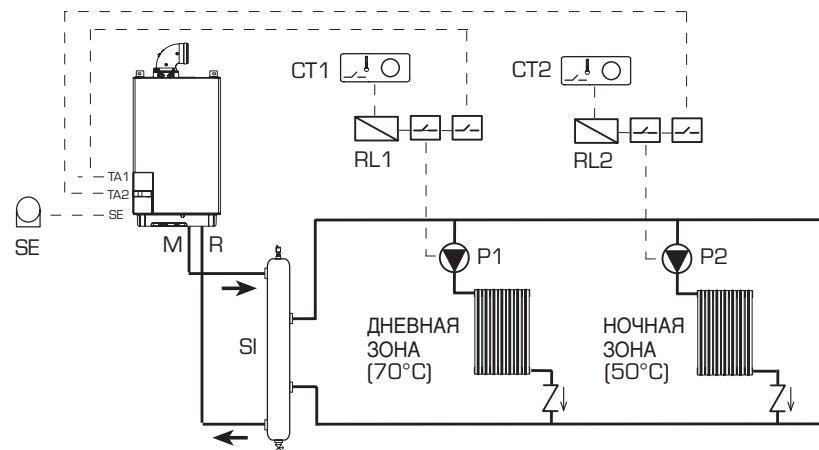 CT1
CT2
RL1
RL2
TA1
TA2
SE
SE
M
R
P1
P2
SI
ДНЕВНАЯ
ЗОНА
(70°C)
НОЧНАЯ
ЗОНА
(50°C)